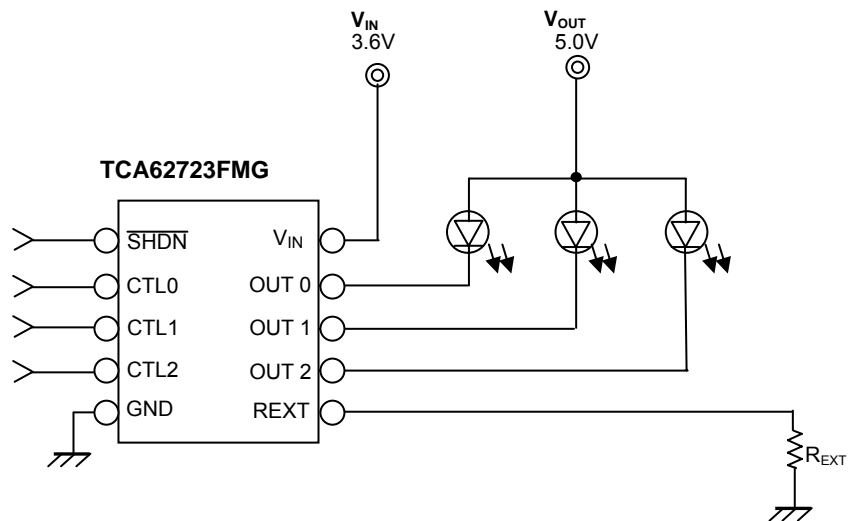 VIN
3.6V
VOUT
5.0V
TCA62723FMG
SHDN
VIN
CTL0
OUT 0
CTL1
OUT 1
CTL2
OUT 2
GND
REXT
REXT